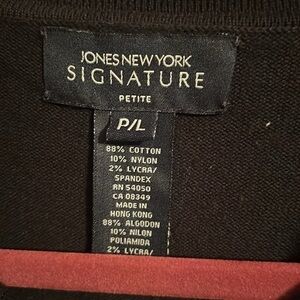 JONES NEW YORK
SIGNATURE
PETITE
P/L
88% COTTON
10% NYLON
2% LYCRA/
SPANDEX
RN 54050
CA 08349
MADE IN
HONG KONG
88% ALGODON
10% NILON
POLIAMIDA
2% LYCRA/